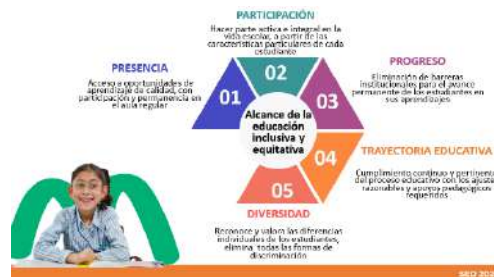 PARTICIPACIÓN
Hacer parte activa e integral en la
vida escolar, a partir de las
características particulares de cada
estudiante
PRESENCIA
Acceso a oportunidades de
aprendizaje de calidad, con
participación y permanencia en
el aula regular
01
02
03
04
05
Alcance de la
educación
inclusiva y
equitativa
PROGRESO
Eliminación de barreras
institucionales para el avance
permanente de los estudiantes en
sus aprendizajes
TRAYECTORIA EDUCATIVA
Cumplimiento continuo y pertinente
del proceso educativo con los ajustes
razonables y apoyos pedagógicos
requeridos
DIVERSIDAD
Reconoce y valora las diferencias
individuales de los estudiantes,
elimina todas las formas de
discriminación